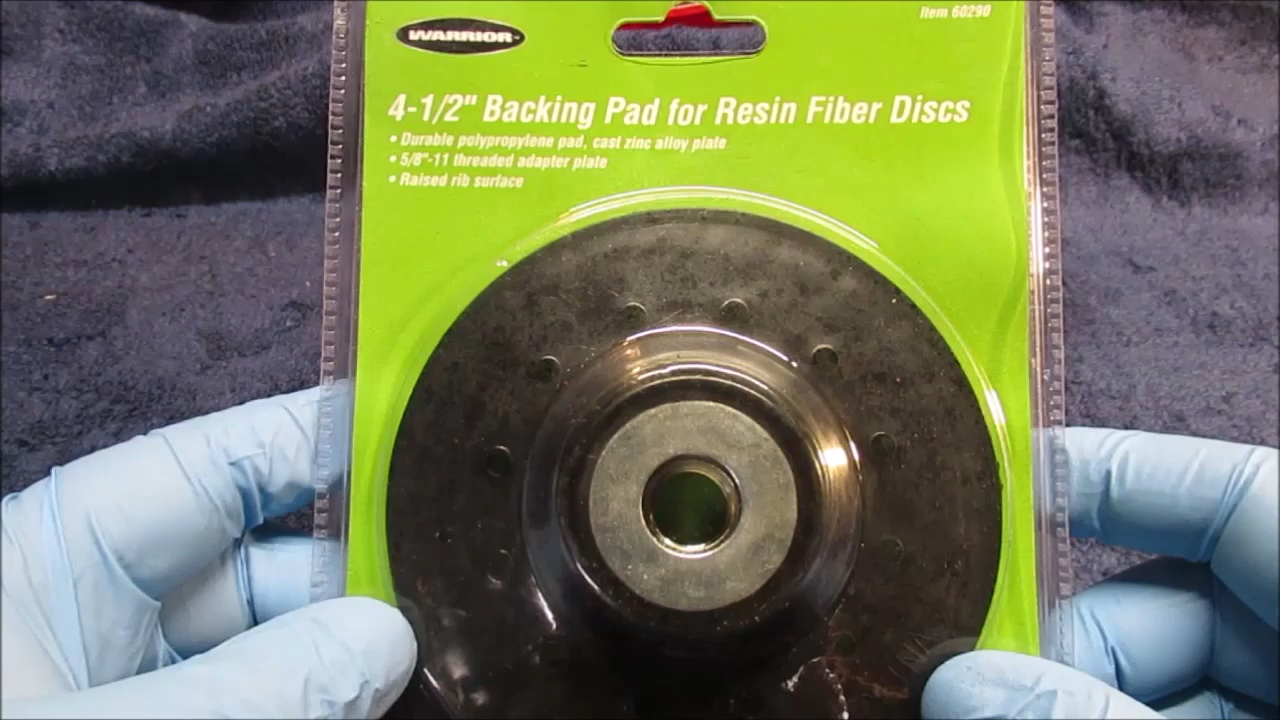 Item 60290
WARRIOR™
4-1/2" Backing Pad for Resin Fiber Discs
• Durable polypropylene pad, cast zinc alloy plate
• 5/8"-11 threaded adapter plate
• Raised rib surface